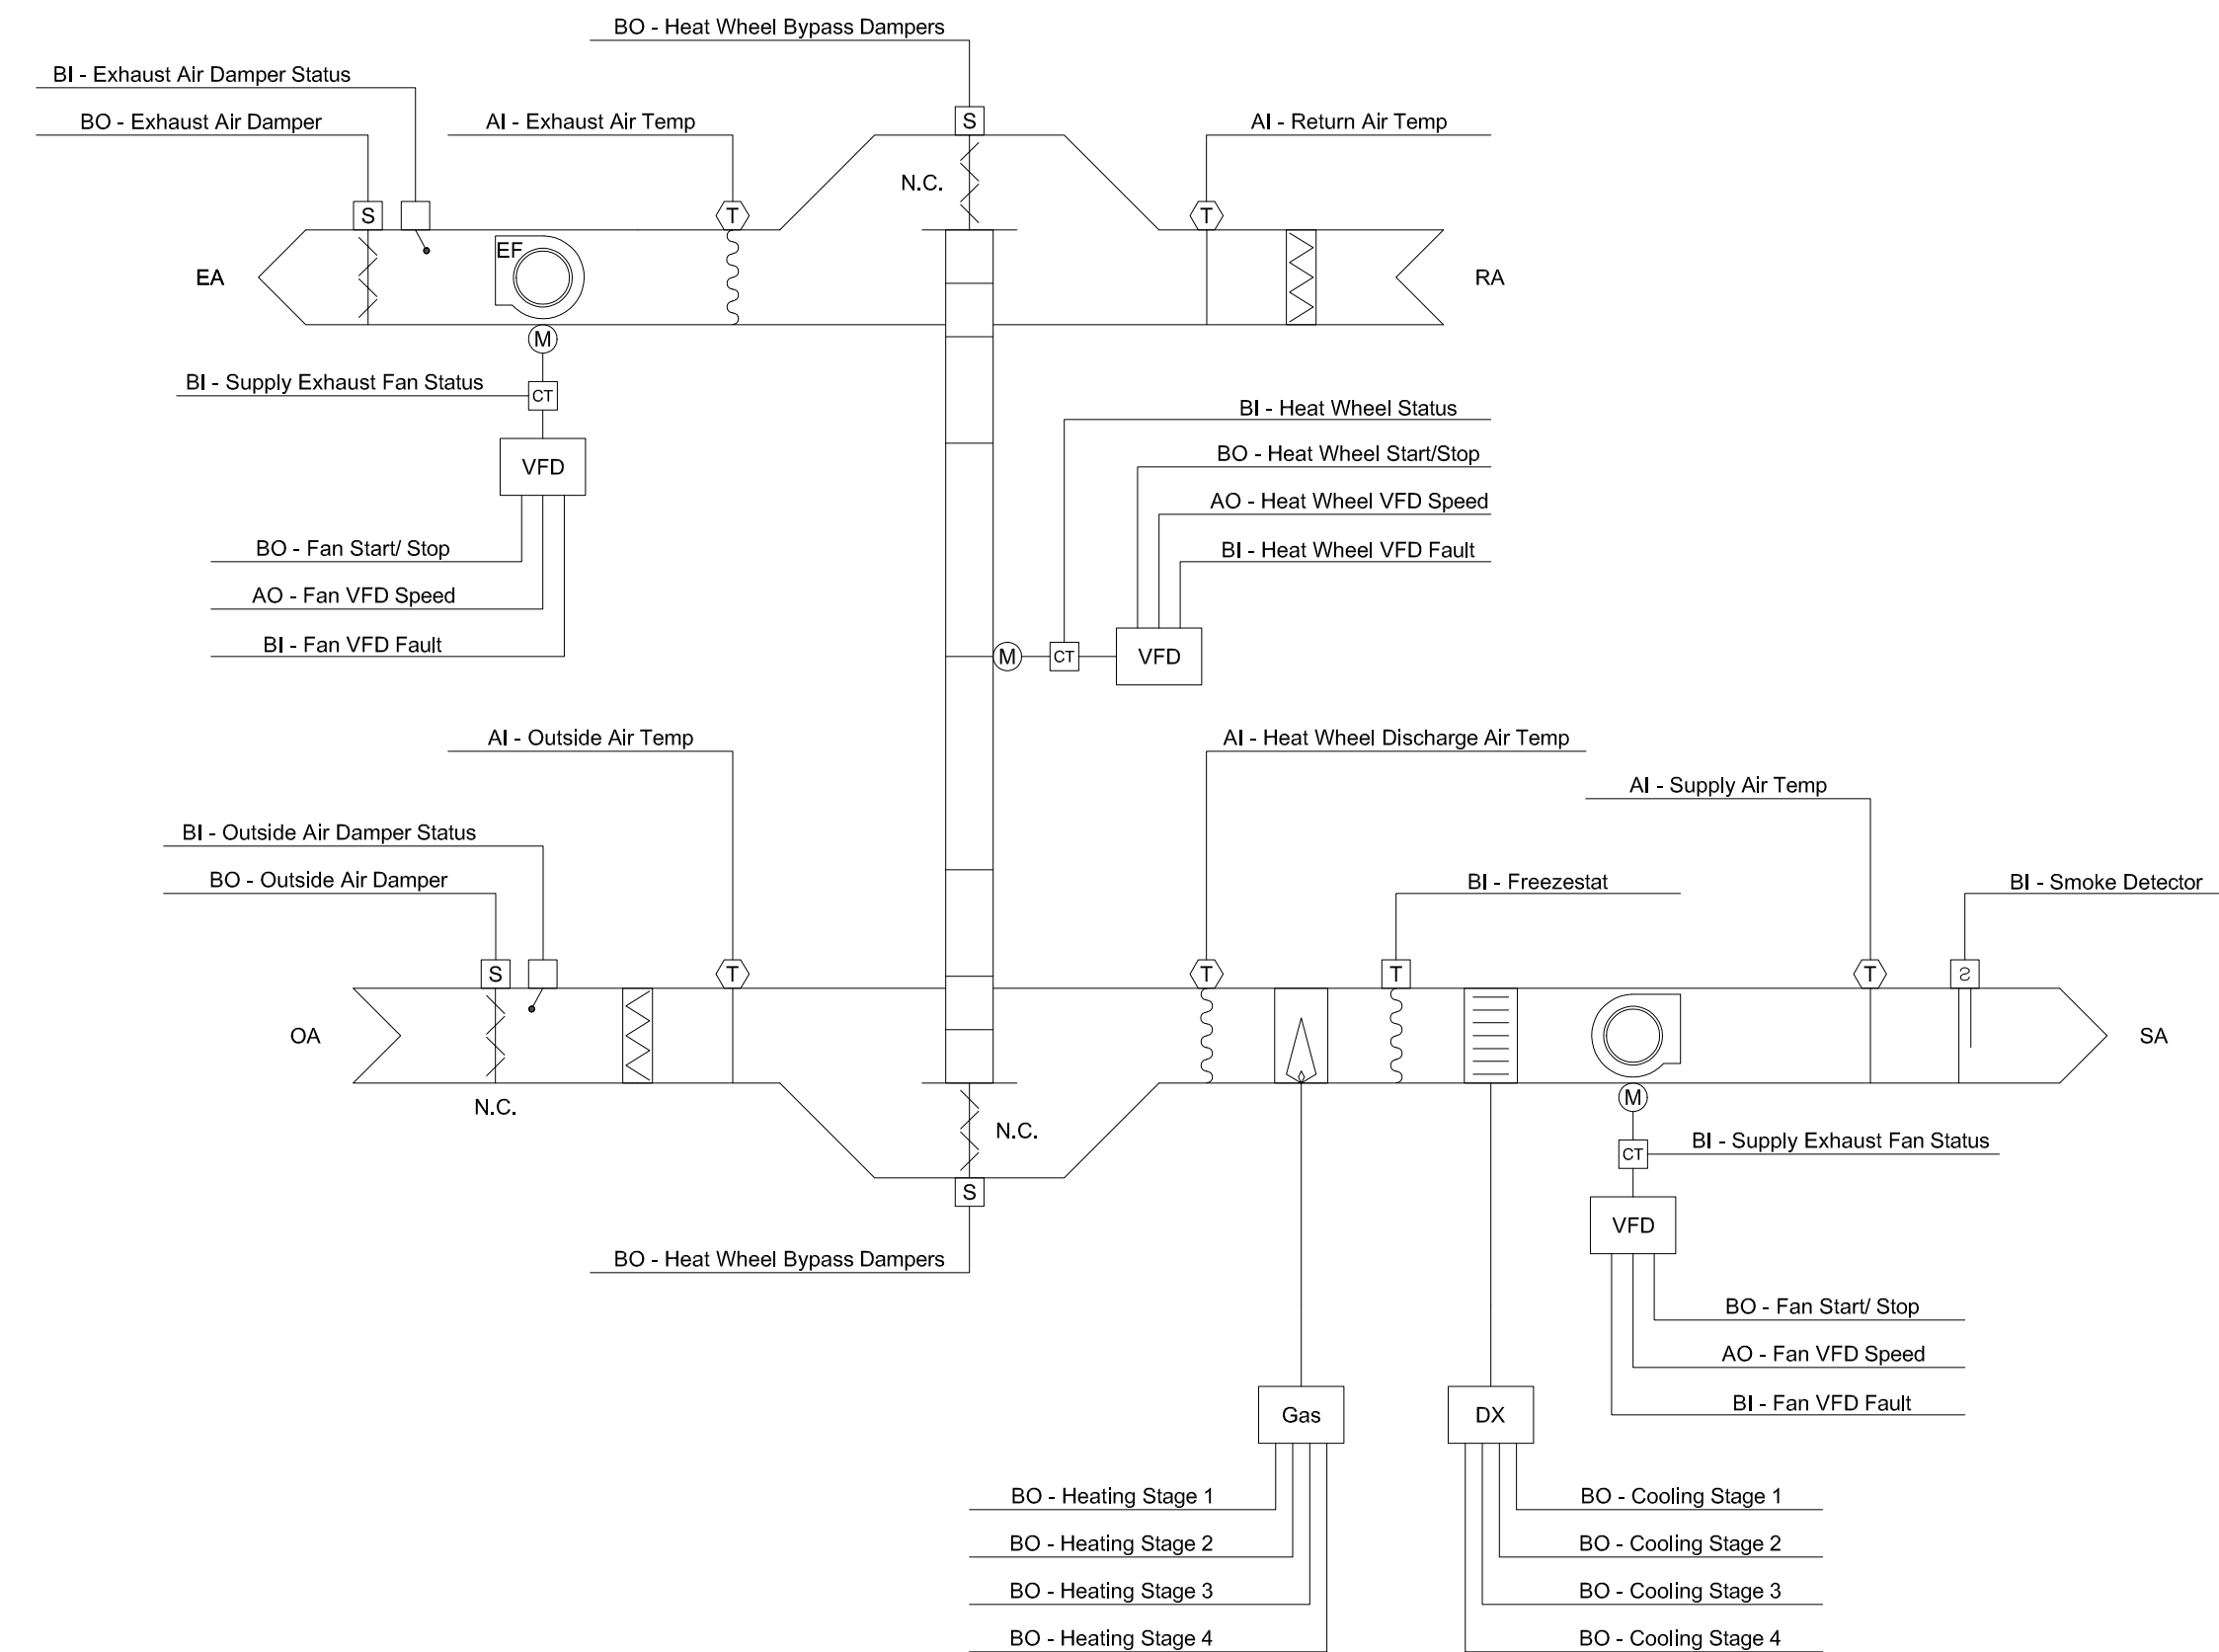 BO - Heat Wheel Bypass Dampers
BI - Exhaust Air Damper Status
BO - Exhaust Air Damper
AI - Exhaust Air Temp
S
AI - Return Air Temp
N.C.
S
T
T
EF
EA
RA
M
BI - Supply Exhaust Fan Status
CT
BI - Heat Wheel Status
VFD
BO - Heat Wheel Start/Stop
AO - Heat Wheel VFD Speed
BO - Fan Start/ Stop
BI - Heat Wheel VFD Fault
AO - Fan VFD Speed
BI - Fan VFD Fault
M
CT
VFD
AI - Outside Air Temp
AI - Heat Wheel Discharge Air Temp
AI - Supply Air Temp
BI - Outside Air Damper Status
BO - Outside Air Damper
BI - Freezestat
BI - Smoke Detector
S
T
T
T
T
S
OA
SA
N.C.
M
N.C.
BI - Supply Exhaust Fan Status
CT
S
VFD
BO - Heat Wheel Bypass Dampers
BO - Fan Start/ Stop
AO - Fan VFD Speed
BI - Fan VFD Fault
Gas
DX
BO - Heating Stage 1
BO - Cooling Stage 1
BO - Heating Stage 2
BO - Cooling Stage 2
BO - Heating Stage 3
BO - Cooling Stage 3
BO - Heating Stage 4
BO - Cooling Stage 4